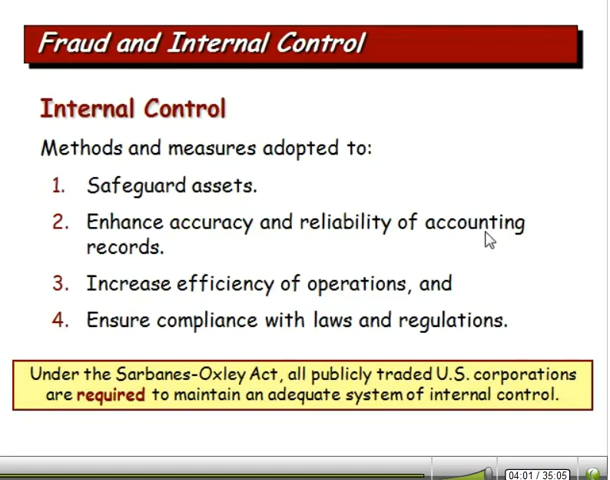 Fraud and Internal Control
Internal Control
Methods and measures adopted to:
1. Safeguard assets.
2. Enhance accuracy and reliability of accounting
records.
3. Increase efficiency of operations, and
4. Ensure compliance with laws and regulations.
Under the Sarbanes-Oxley Act, all publicly traded U.S. corporations
are required to maintain an adequate system of internal control.
04:01 / 35:05